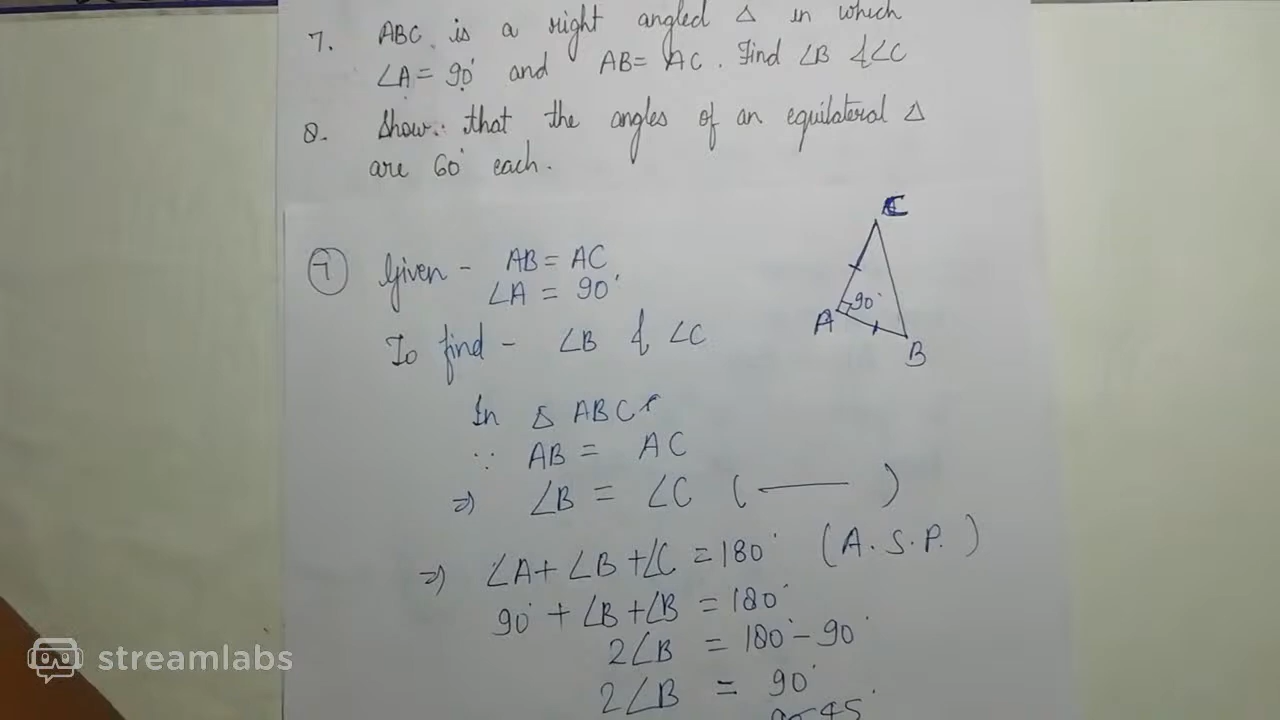 7. ABC is a right angled △ in which
∠A = 90° and AB = AC. Find ∠B & ∠C
8. Show that the angles of an equilateral △
are 60° each.
7 Given - AB = AC
∠A = 90°
To find - ∠B & ∠C
C
90°
A
B
In △ ABC
∵ AB = AC
⇒ ∠B = ∠C ( —— )
⇒ ∠A + ∠B + ∠C = 180° (A.S.P.)
90° + ∠B + ∠B = 180°
2∠B = 180° - 90°
2∠B = 90°
45°
streamlabs